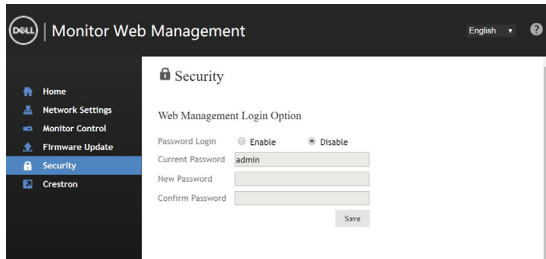 DELL | Monitor Web Management
English
?
Home
Network Settings
Monitor Control
Firmware Update
Security
Crestron
Security
Web Management Login Option
Password Login Enable Disable
Current Password admin
New Password
Confirm Password
Save